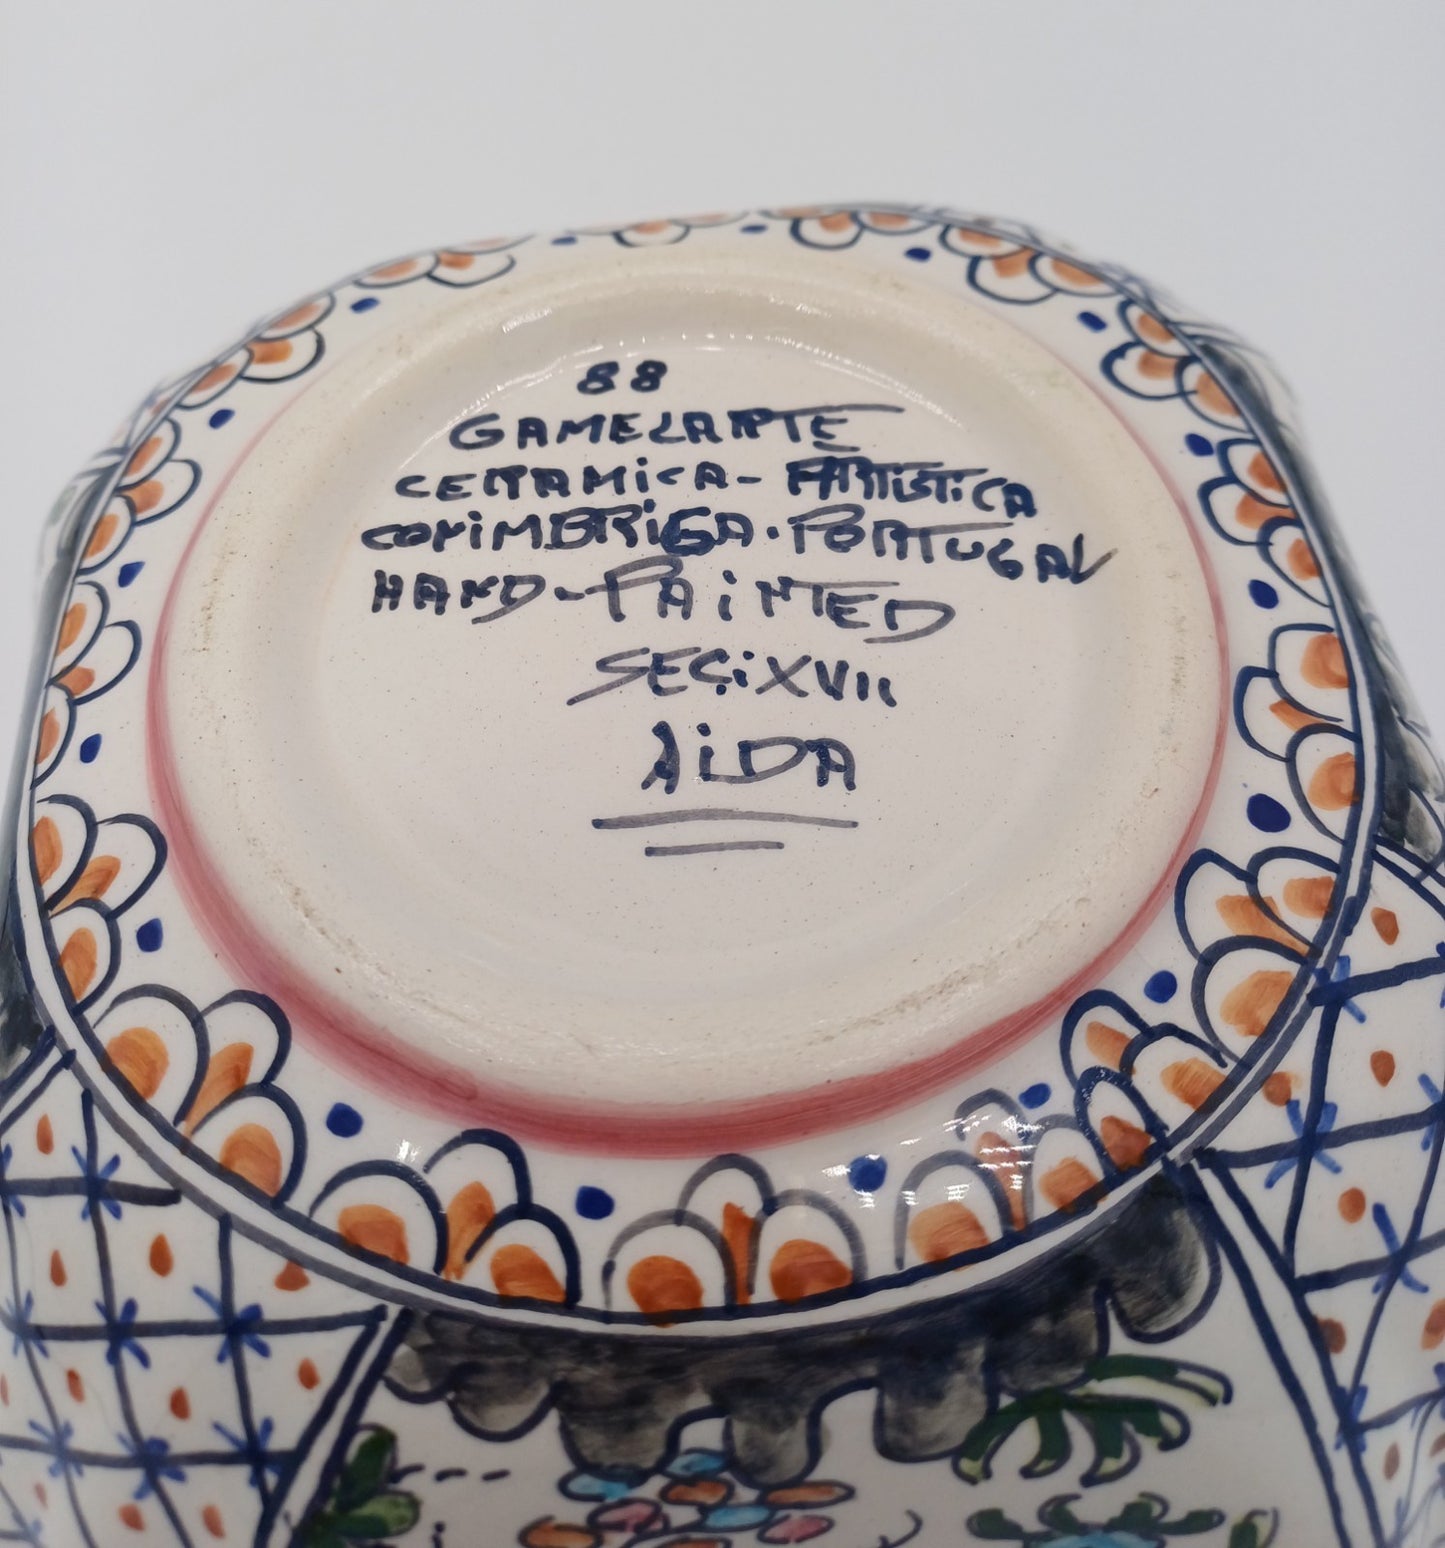 88
GAMELARTE
CERAMiCA - ARTISTiCA
CONiMBRiGA. PORTUGAL
HAND - PAiNTED
SEC:XVII
AiDA